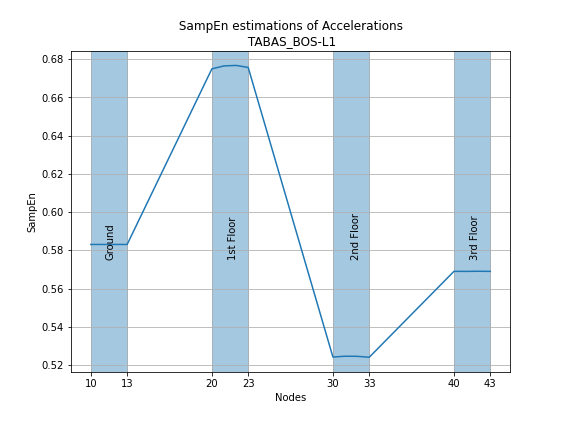 SampEn estimations of Accelerations
TABAS_BOS-L1
SampEn
0.68
0.66
0.64
0.62
0.60
0.58
0.56
0.54
0.52
Ground
1st Floor
2nd Floor
3rd Floor
10 13 20 23 30 33 40 43
Nodes